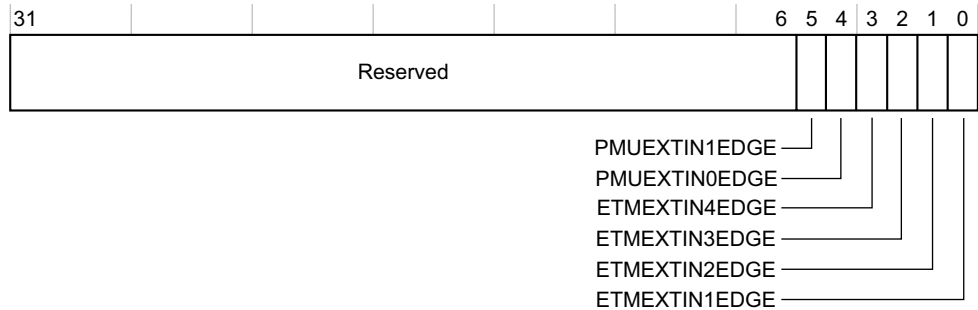 31 6 5 4 3 2 1 0
Reserved
PMUEXTIN1EDGE
PMUEXTIN0EDGE
ETMEXTIN4EDGE
ETMEXTIN3EDGE
ETMEXTIN2EDGE
ETMEXTIN1EDGE